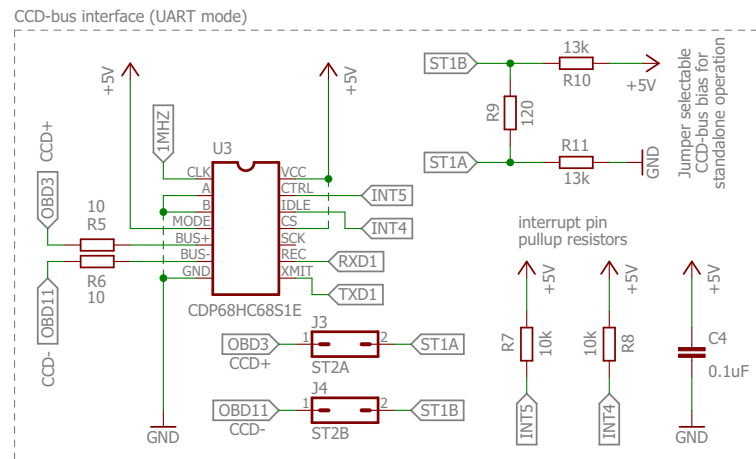 CCD-bus interface (UART mode)
+5V
+5V
1MHZ
CCD+
OBD3
10
R5
R6
10
OBD11
CCD-
U3
CLK
A
B
MODE
BUS+
BUS-
GND
VCC
CTRL
IDLE
CS
SCK
REC
XMIT
CDP68HC68S1E
INT5
INT4
RXD1
TXD1
GND
J3
OBD3
1
2
ST1A
CCD+
ST2A
J4
OBD11
1
2
ST1B
CCD-
ST2B
ST1B
13k
R10
+5V
R9
120
ST1A
R11
13k
GND
Jumper selectable
CCD-bus bias for
standalone operation
interrupt pin
pullup resistors
+5V
R7
10k
INT5
+5V
10k
R8
INT4
+5V
C4
0.1uF
GND